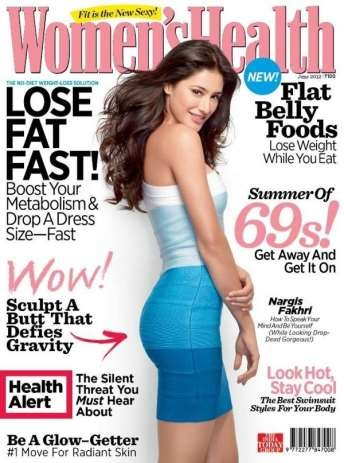 Fit is the New Sexy!
Women'sHealth
THE NO-DIET WEIGHT-LOSS SOLUTION
LOSE
FAT
FAST!
Boost Your
Metabolism &
Drop A Dress
Size—Fast
Wow!
Sculpt A
Butt That
Defies
Gravity
Health
Alert
The Silent
Threat You
Must Hear
About
Be A Glow-Getter
#1 Move For Radiant Skin
2012 ₹100
NEW!
Flat
Belly
Foods
Lose Weight
While You Eat
Summer Of
69s!
Get Away And
Get It On
Nargis
Fakhri
How To Speak Your
Mind And Be Yourself
(While Looking Drop-
Dead Gorgeous!)
Look Hot,
Stay Cool
The Best Swimsuit
Styles For Your Body
INDIA
TODAY
GROUP
9 772277 847008